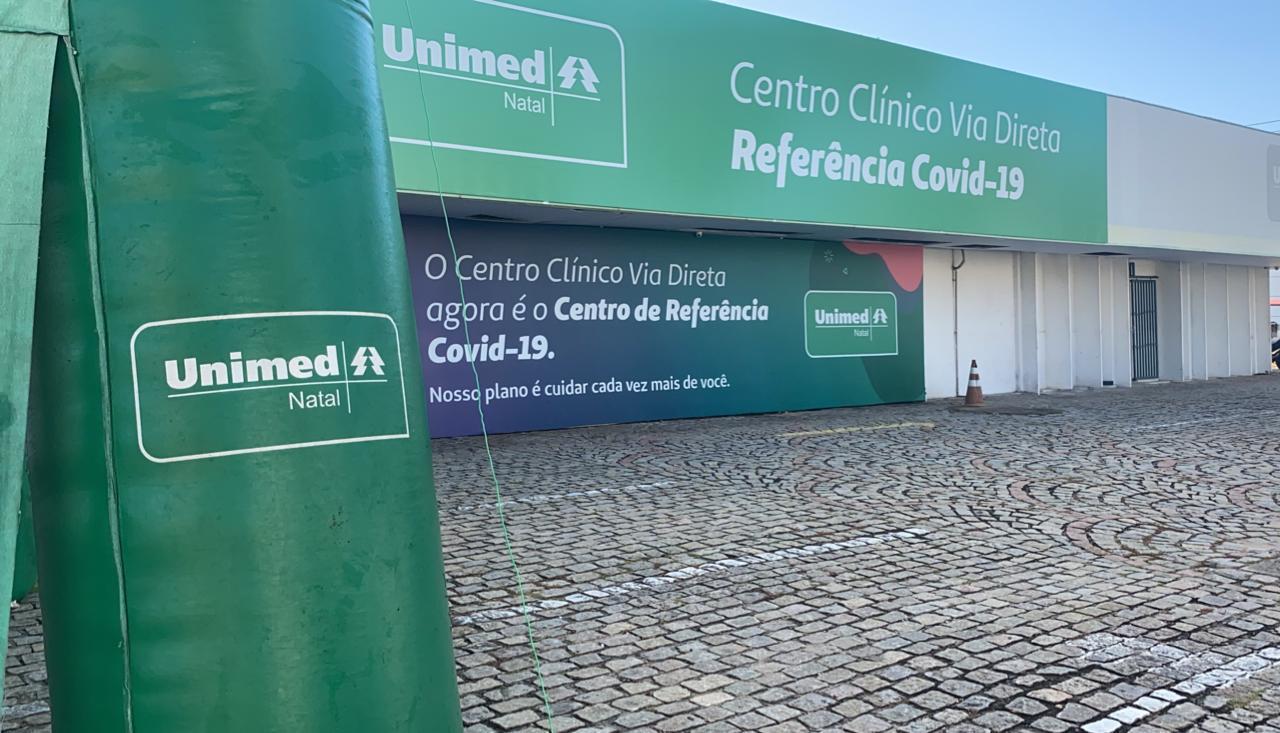 Unimed
Natal
Centro Clínico Via Direta
Referência Covid-19
O Centro Clínico Via Direta
agora é o Centro de Referência
Covid-19.
Nosso plano é cuidar cada vez mais de você.
Unimed
Natal
Unimed
Natal